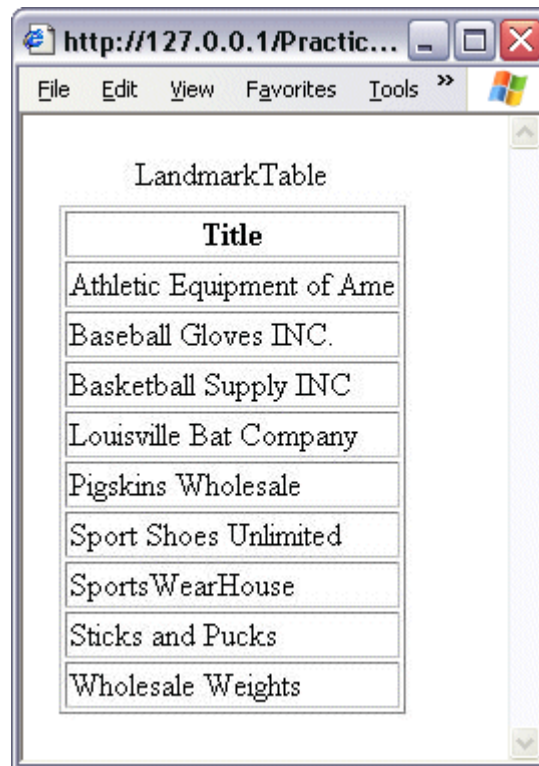 http://127.0.0.1/Practic...
File Edit View Favorites Tools »
LandmarkTable
Title
Athletic Equipment of Ame
Baseball Gloves INC.
Basketball Supply INC
Louisville Bat Company
Pigskins Wholesale
Sport Shoes Unlimited
SportsWearHouse
Sticks and Pucks
Wholesale Weights